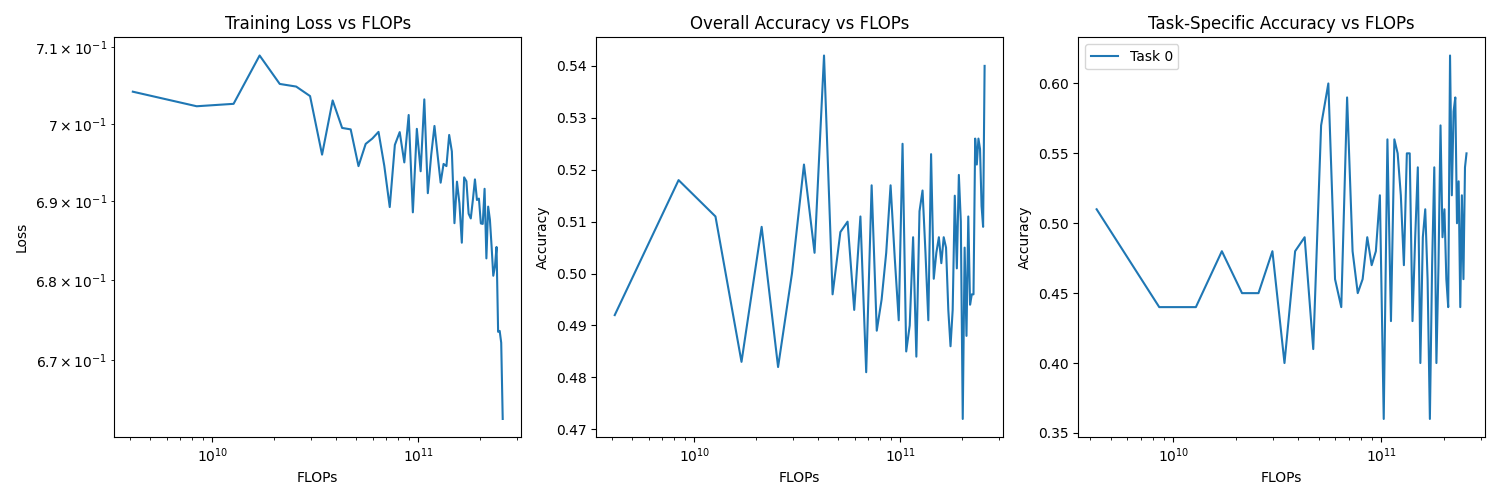 Training Loss vs FLOPs
7.1 × 10⁻¹
7 × 10⁻¹
6.9 × 10⁻¹
6.8 × 10⁻¹
6.7 × 10⁻¹
Loss
10¹⁰
10¹¹
FLOPs
Overall Accuracy vs FLOPs
0.54
0.53
0.52
0.51
0.50
0.49
0.48
0.47
Accuracy
10¹⁰
10¹¹
FLOPs
Task-Specific Accuracy vs FLOPs
Task 0
0.60
0.55
0.50
0.45
0.40
0.35
Accuracy
10¹⁰
10¹¹
FLOPs